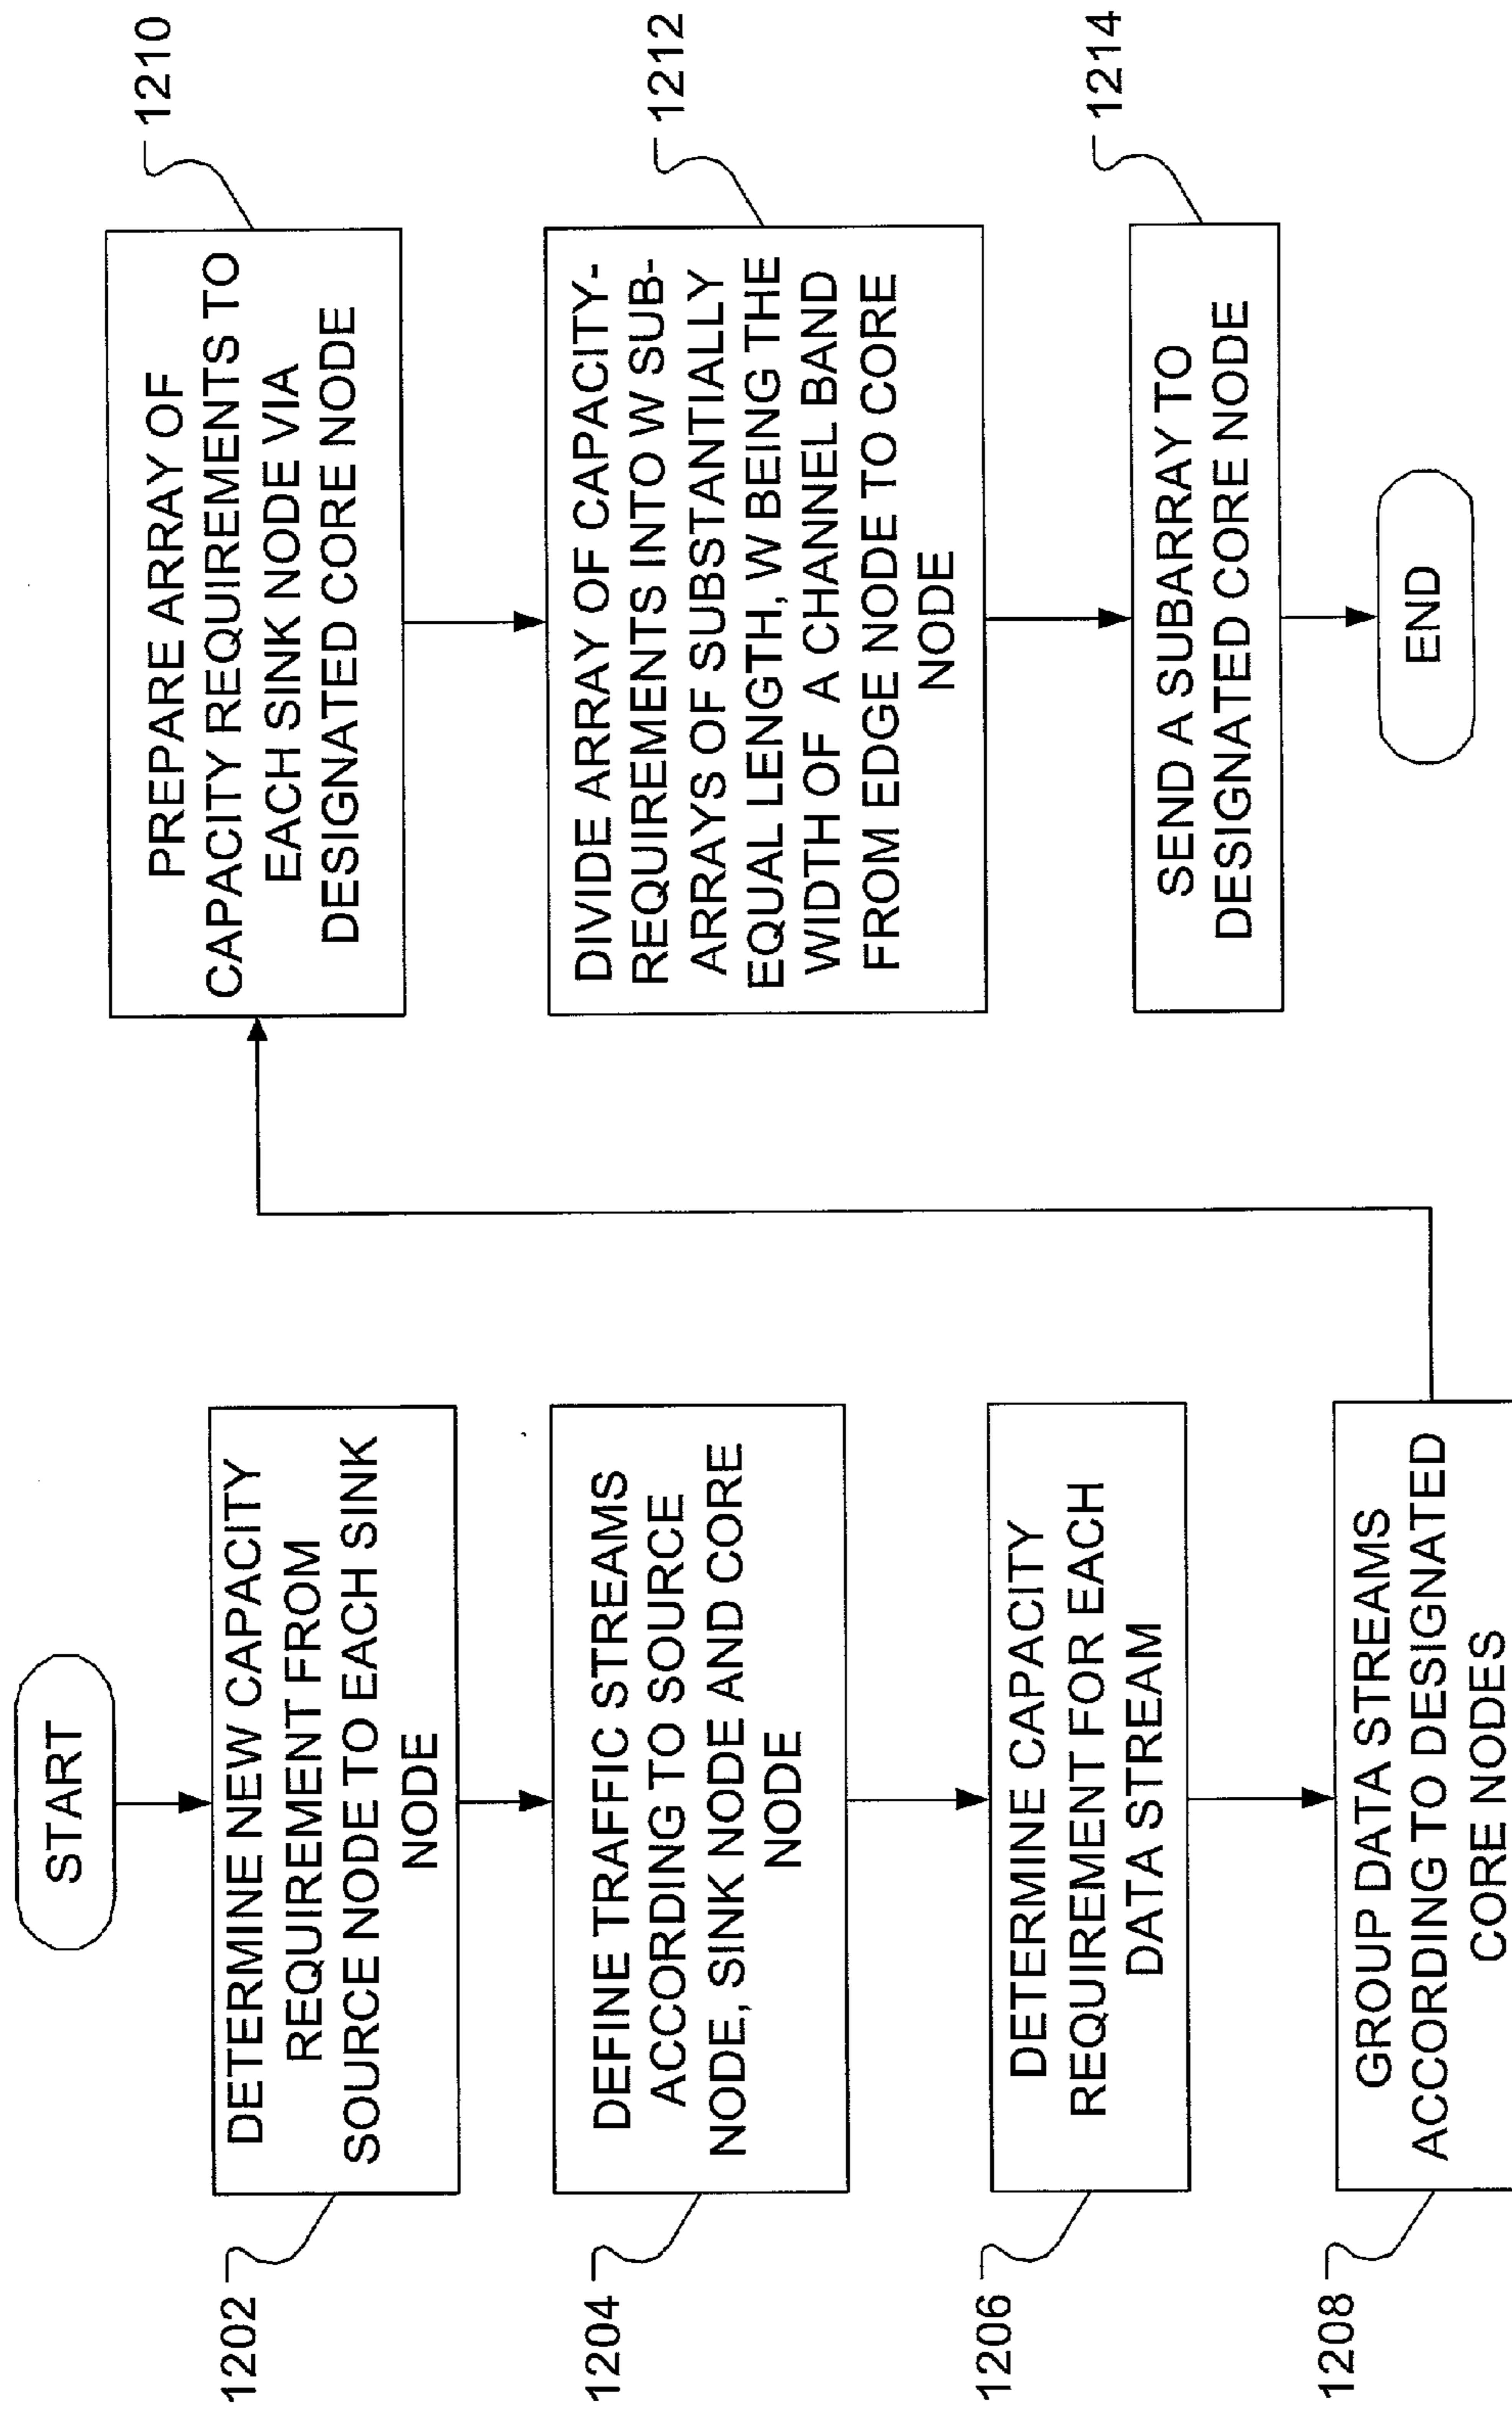 START
1202
DETERMINE NEW CAPACITY
REQUIREMENT FROM
SOURCE NODE TO EACH SINK
NODE
1204
DEFINE TRAFFIC STREAMS
ACCORDING TO SOURCE
NODE, SINK NODE AND CORE
NODE
1206
DETERMINE CAPACITY
REQUIREMENT FOR EACH
DATA STREAM
1208
GROUP DATA STREAMS
ACCORDING TO DESIGNATED
CORE NODES
1210
PREPARE ARRAY OF
CAPACITY REQUIREMENTS TO
EACH SINK NODE VIA
DESIGNATED CORE NODE
1212
DIVIDE ARRAY OF CAPACITY-
REQUIREMENTS INTO W SUB-
ARRAYS OF SUBSTANTIALLY
EQUAL LENGTH, W BEING THE
WIDTH OF A CHANNEL BAND
FROM EDGE NODE TO CORE
NODE
1214
SEND A SUBARRAY TO
DESIGNATED CORE NODE
END